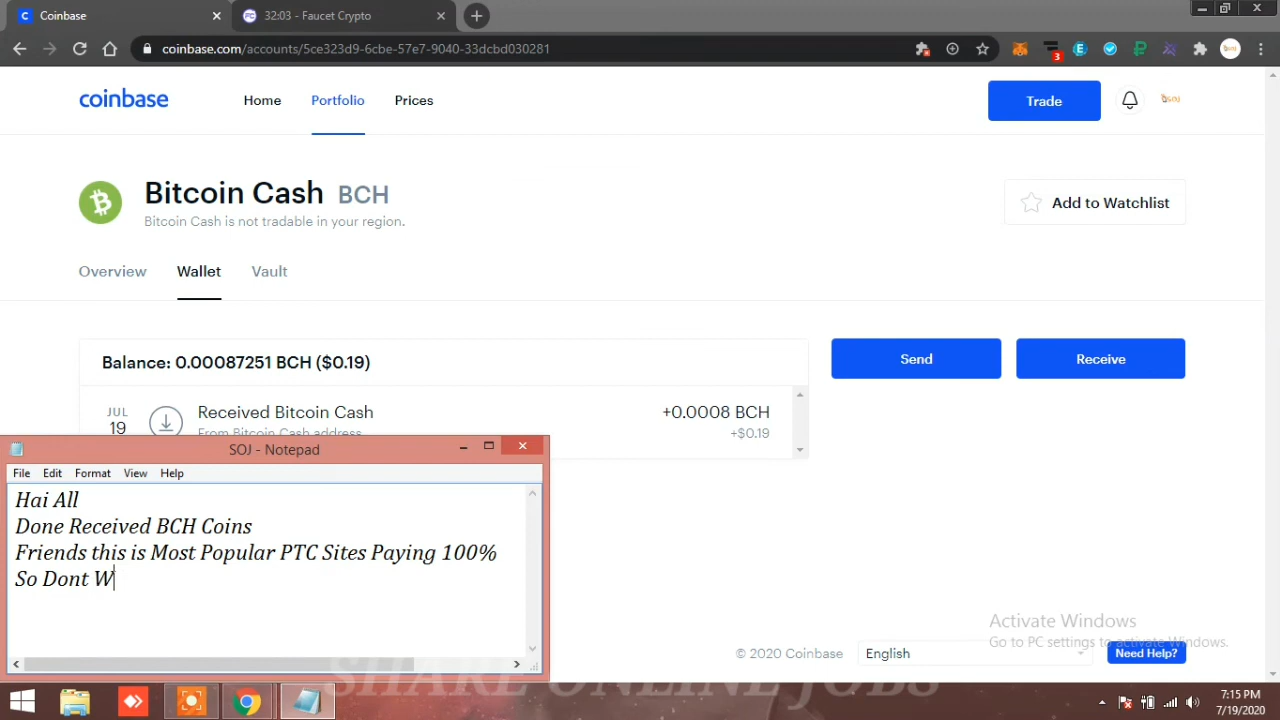 Coinbase
32:03 - Faucet Crypto
coinbase.com/accounts/5ce323d9-6cbe-57e7-9040-33dcbd030281
3
coinbase
Home
Portfolio
Prices
Trade
SOJ
Bitcoin Cash BCH
Bitcoin Cash is not tradable in your region.
Add to Watchlist
Overview
Wallet
Vault
Balance: 0.00087251 BCH ($0.19)
Send
Receive
JUL
19
Received Bitcoin Cash
From Bitcoin Cash address
+0.0008 BCH
+$0.19
SOJ - Notepad
File Edit Format View Help
Hai All
Done Received BCH Coins
Friends this is Most Popular PTC Sites Paying 100%
So Dont W
Activate Windows
Go to PC settings to activate Windows.
© 2020 Coinbase
English
Need Help?
SHARE ONLINE JOBS
7:15 PM
7/19/2020